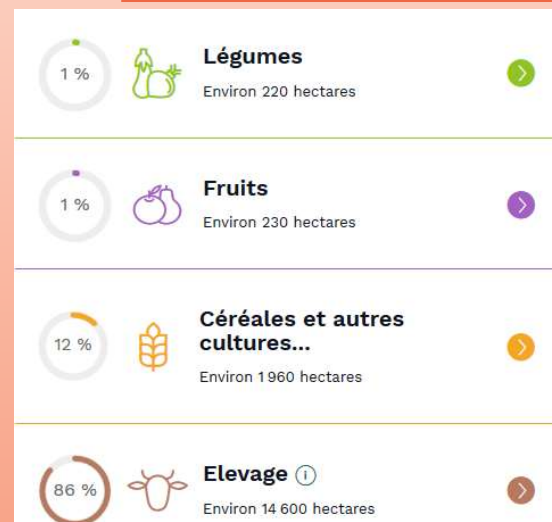 1 %
Légumes
Environ 220 hectares
1 %
Fruits
Environ 230 hectares
12 %
Céréales et autres
cultures...
Environ 1 960 hectares
86 %
Elevage ⓘ
Environ 14 600 hectares